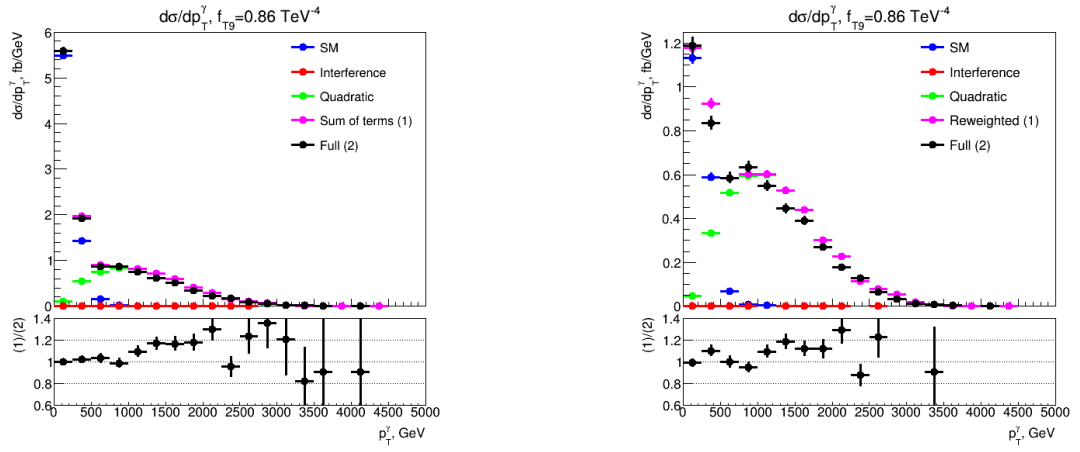 dσ/dp_T^γ, f_T9=0.86 TeV^-4
dσ/dp_T^γ, fb/GeV
6
5
4
3
2
1
0
SM
Interference
Quadratic
Sum of terms (1)
Full (2)
(1)/(2)
1.4
1.2
1
0.8
0.6
0 500 1000 1500 2000 2500 3000 3500 4000 4500 5000
p_T^γ, GeV
dσ/dp_T^γ, f_T9=0.86 TeV^-4
dσ/dp_T^γ, fb/GeV
1.2
1
0.8
0.6
0.4
0.2
0
SM
Interference
Quadratic
Reweighted (1)
Full (2)
(1)/(2)
1.4
1.2
1
0.8
0.6
0 500 1000 1500 2000 2500 3000 3500 4000 4500 5000
p_T^γ, GeV